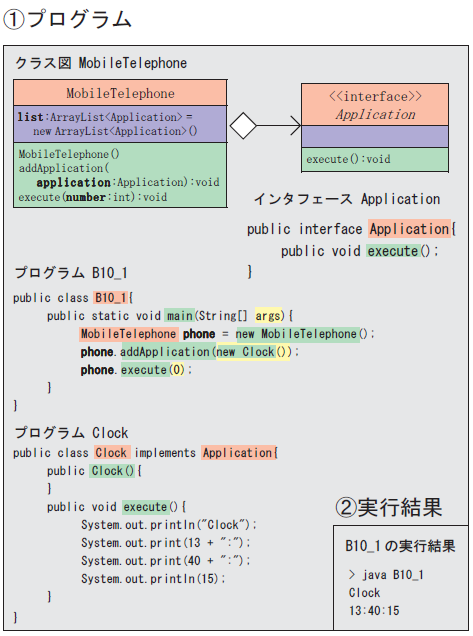 ①プログラム
クラス図 MobileTelephone
MobileTelephone
list:ArrayList<Application> =
new ArrayList<Application>()
MobileTelephone()
addApplication(
application:Application):void
execute(number:int):void
<<interface>>
Application
execute():void
インタフェース Application
public interface Application{
public void execute();
}
プログラム B10_1
public class B10_1{
public static void main(String[] args){
MobileTelephone phone = new MobileTelephone();
phone.addApplication(new Clock());
phone.execute(0);
}
}
プログラム Clock
public class Clock implements Application{
public Clock(){
}
public void execute(){
System.out.println("Clock");
System.out.print(13 + ":");
System.out.print(40 + ":");
System.out.println(15);
}
}
②実行結果
B10_1 の実行結果
> java B10_1
Clock
13:40:15